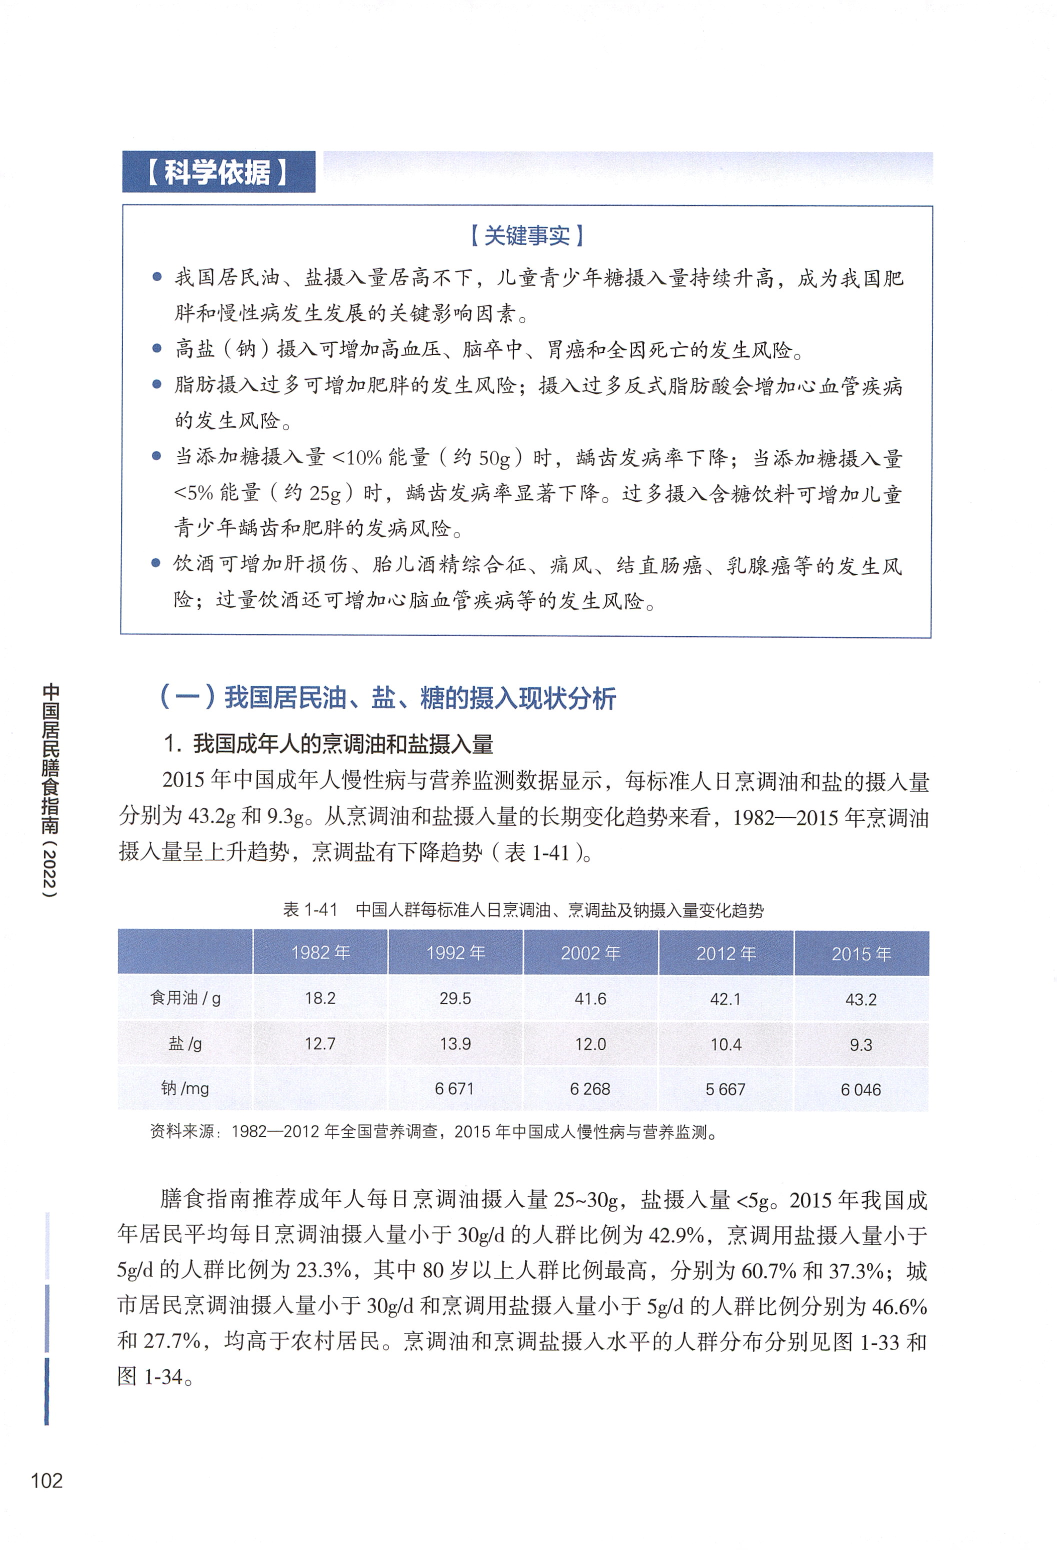 【科学依据】
【关键事实】
● 我国居民油、盐摄入量居高不下，儿童青少年糖摄入量持续升高，成为我国肥
胖和慢性病发生发展的关键影响因素。
● 高盐（钠）摄入可增加高血压、脑卒中、胃癌和全因死亡的发生风险。
● 脂肪摄入过多可增加肥胖的发生风险；摄入过多反式脂肪酸会增加心血管疾病
的发生风险。
● 当添加糖摄入量 <10% 能量（约 50g）时，龋齿发病率下降；当添加糖摄入量
<5% 能量（约 25g）时，龋齿发病率显著下降。过多摄入含糖饮料可增加儿童
青少年龋齿和肥胖的发病风险。
● 饮酒可增加肝损伤、胎儿酒精综合征、痛风、结直肠癌、乳腺癌等的发生风
险；过量饮酒还可增加心脑血管疾病等的发生风险。
（一）我国居民油、盐、糖的摄入现状分析
1. 我国成年人的烹调油和盐摄入量
2015 年中国成年人慢性病与营养监测数据显示，每标准人日烹调油和盐的摄入量
分别为 43.2g 和 9.3g。从烹调油和盐摄入量的长期变化趋势来看，1982—2015 年烹调油
摄入量呈上升趋势，烹调盐有下降趋势（表 1-41）。
表 1-41 中国人群每标准人日烹调油、烹调盐及钠摄入量变化趋势
1982 年 1992 年 2002 年 2012 年 2015 年
食用油 / g 18.2 29.5 41.6 42.1 43.2
盐 /g 12.7 13.9 12.0 10.4 9.3
钠 /mg 6 671 6 268 5 667 6 046
资料来源：1982—2012 年全国营养调查，2015 年中国成人慢性病与营养监测。
膳食指南推荐成年人每日烹调油摄入量 25~30g，盐摄入量 <5g。2015 年我国成
年居民平均每日烹调油摄入量小于 30g/d 的人群比例为 42.9%，烹调用盐摄入量小于
5g/d 的人群比例为 23.3%，其中 80 岁以上人群比例最高，分别为 60.7% 和 37.3%；城
市居民烹调油摄入量小于 30g/d 和烹调用盐摄入量小于 5g/d 的人群比例分别为 46.6%
和 27.7%，均高于农村居民。烹调油和烹调盐摄入水平的人群分布分别见图 1-33 和
图 1-34。
中国居民膳食指南（2022）
102